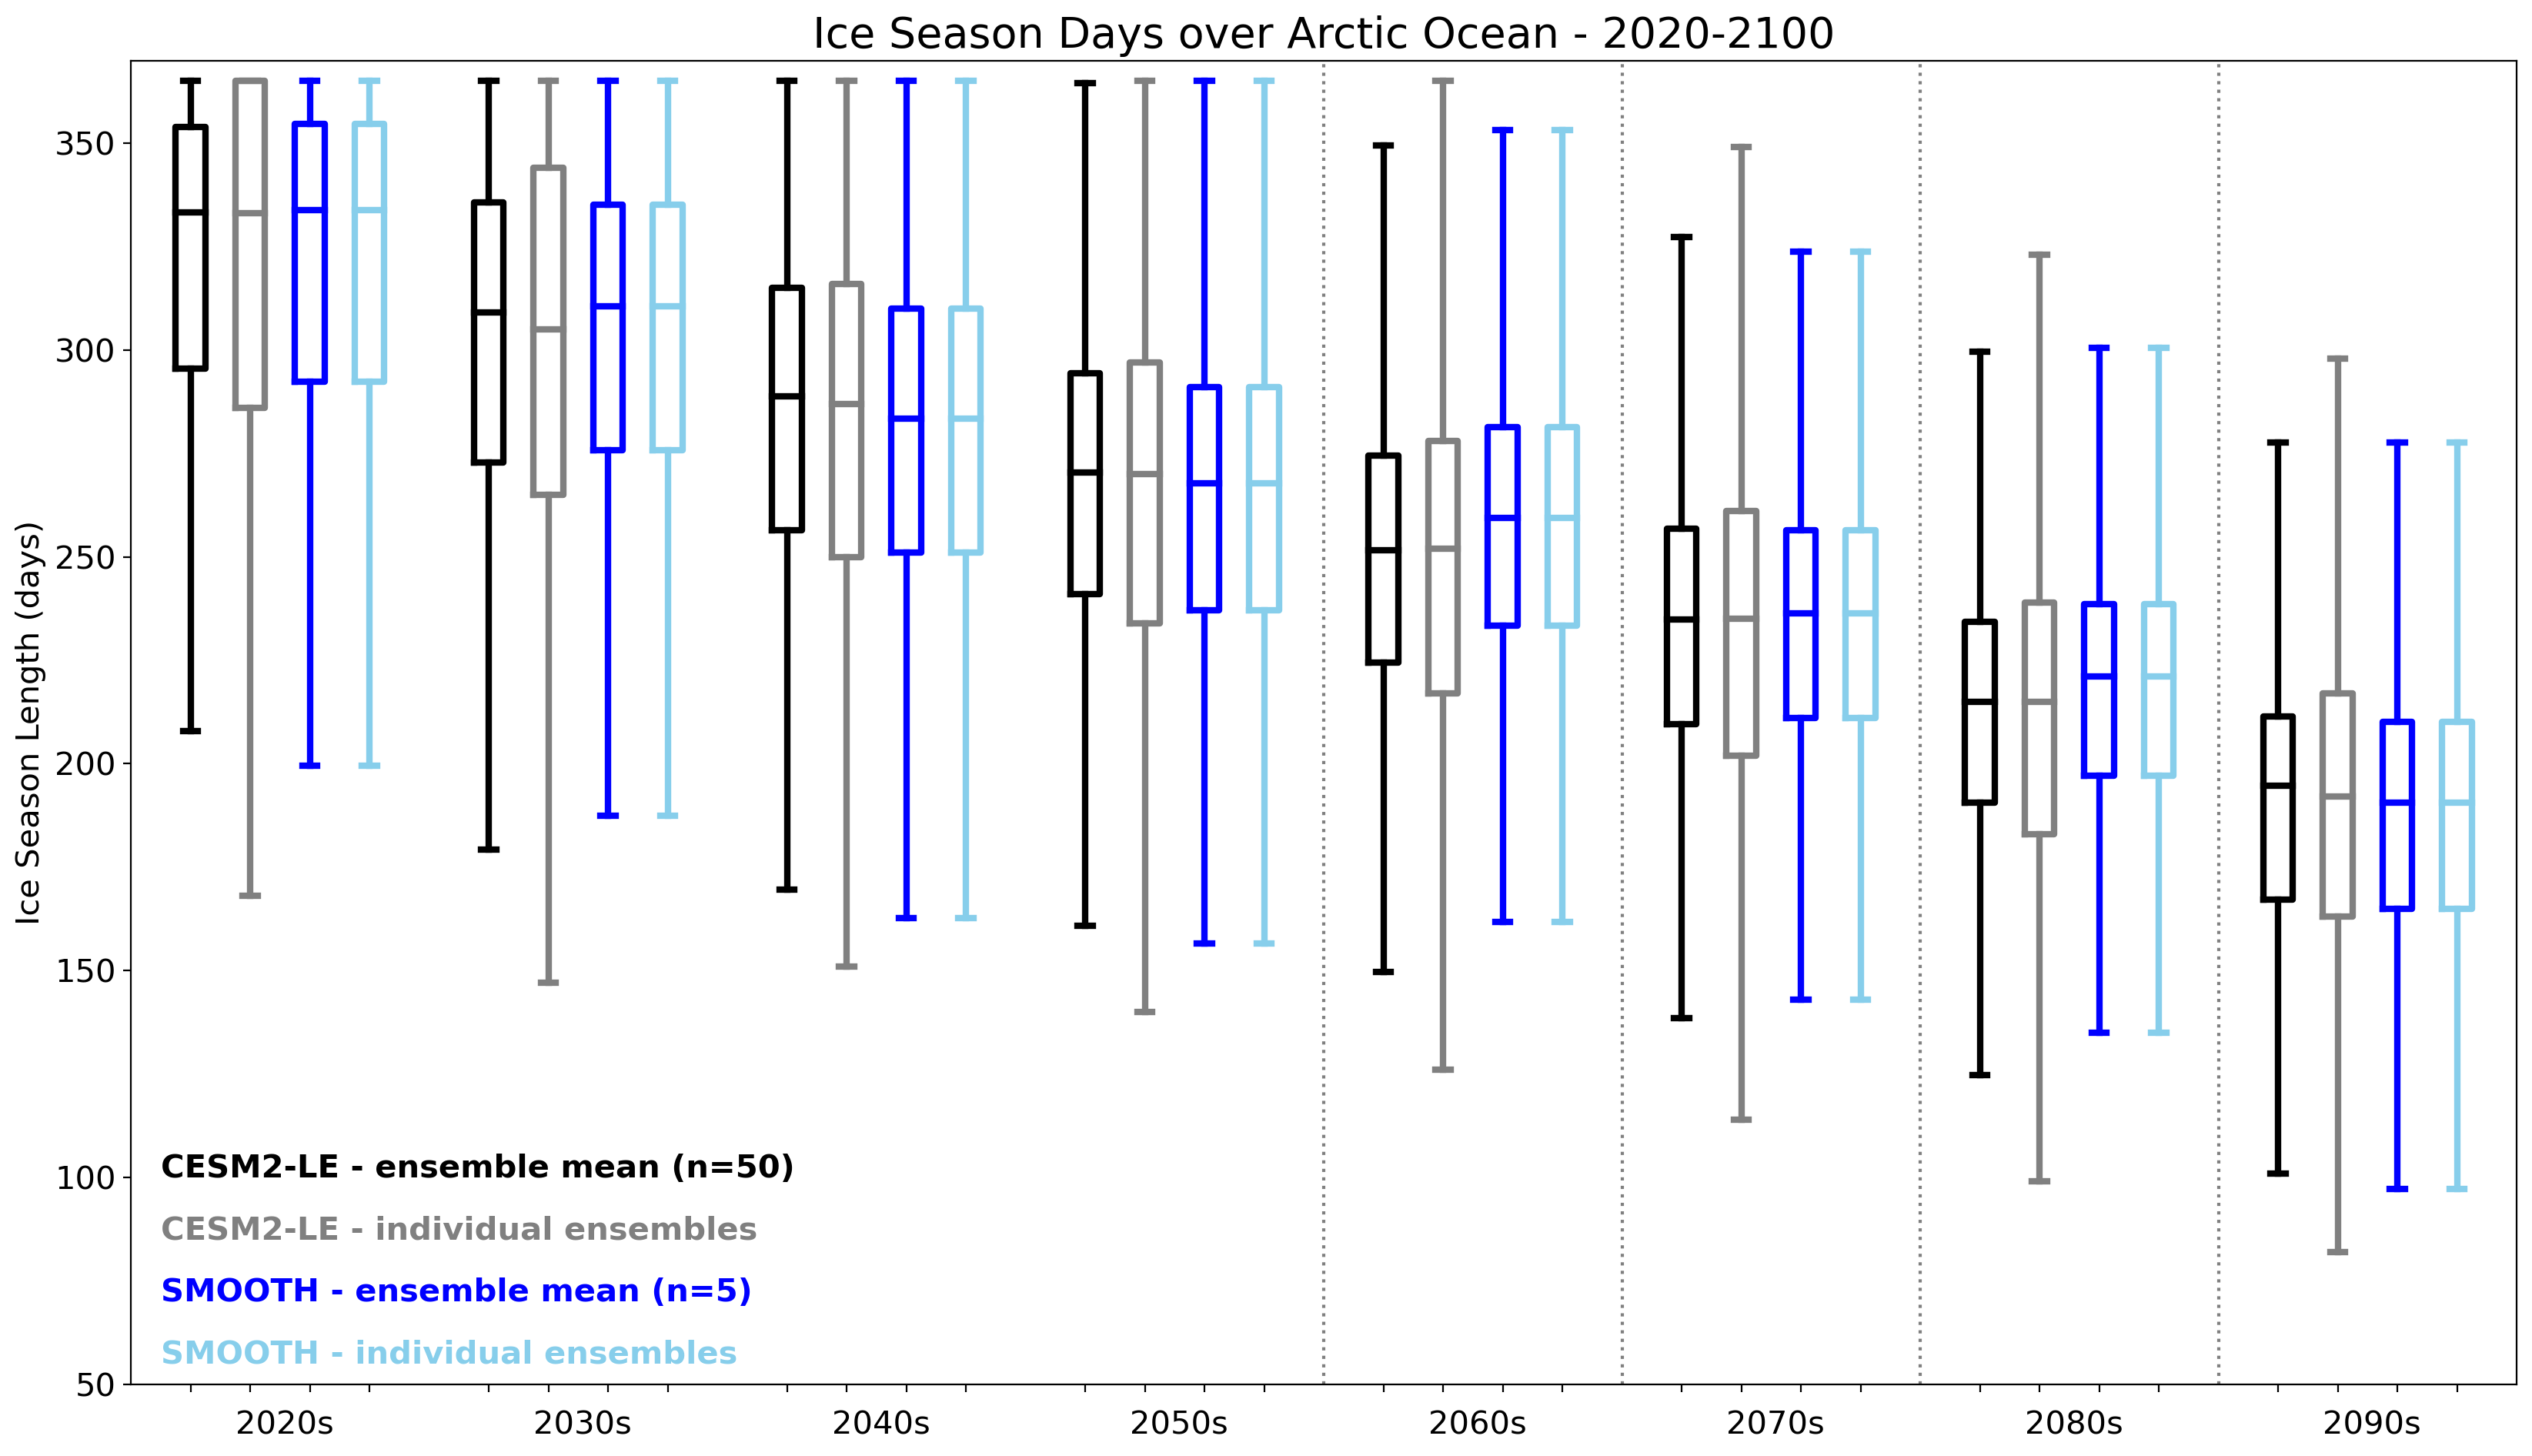 Ice Season Days over Arctic Ocean - 2020-2100
Ice Season Length (days)
350
300
250
200
150
100
50
CESM2-LE - ensemble mean (n=50)
CESM2-LE - individual ensembles
SMOOTH - ensemble mean (n=5)
SMOOTH - individual ensembles
2020s 2030s 2040s 2050s 2060s 2070s 2080s 2090s